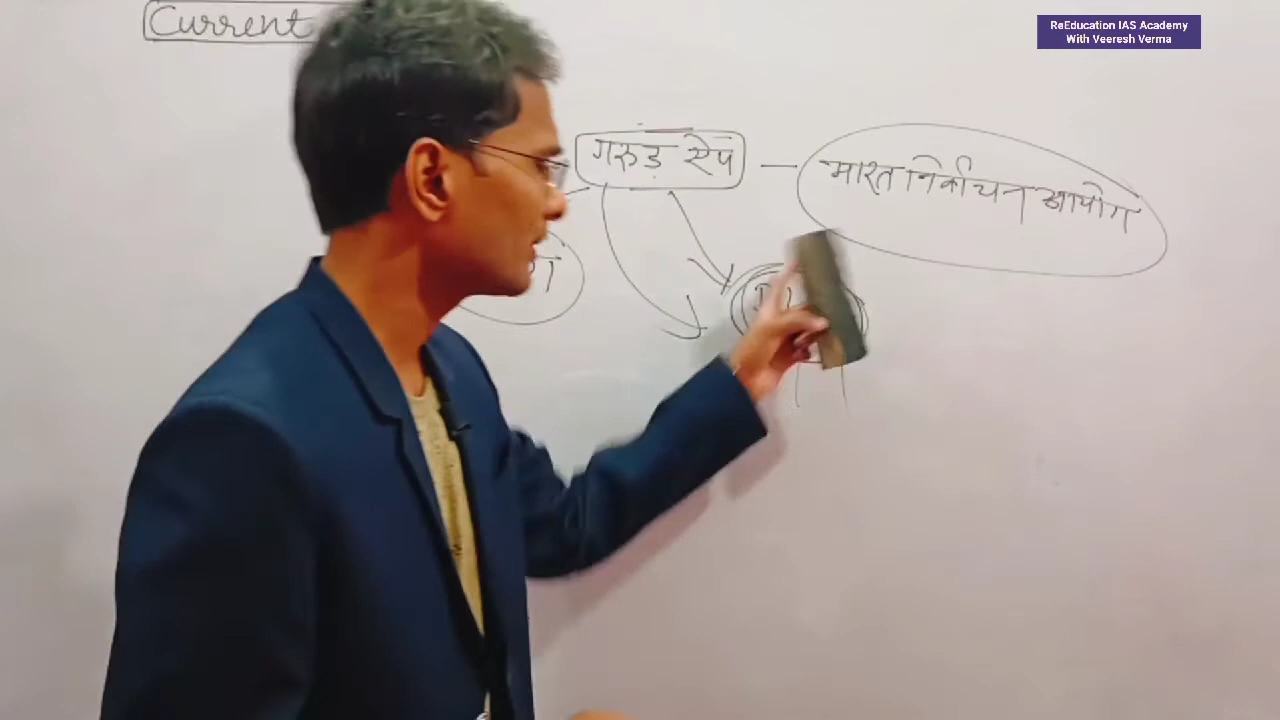 Current
ReEducation IAS Academy
With Veeresh Verma
गरुड़ ऐप — भारत निर्वाचन आयोग